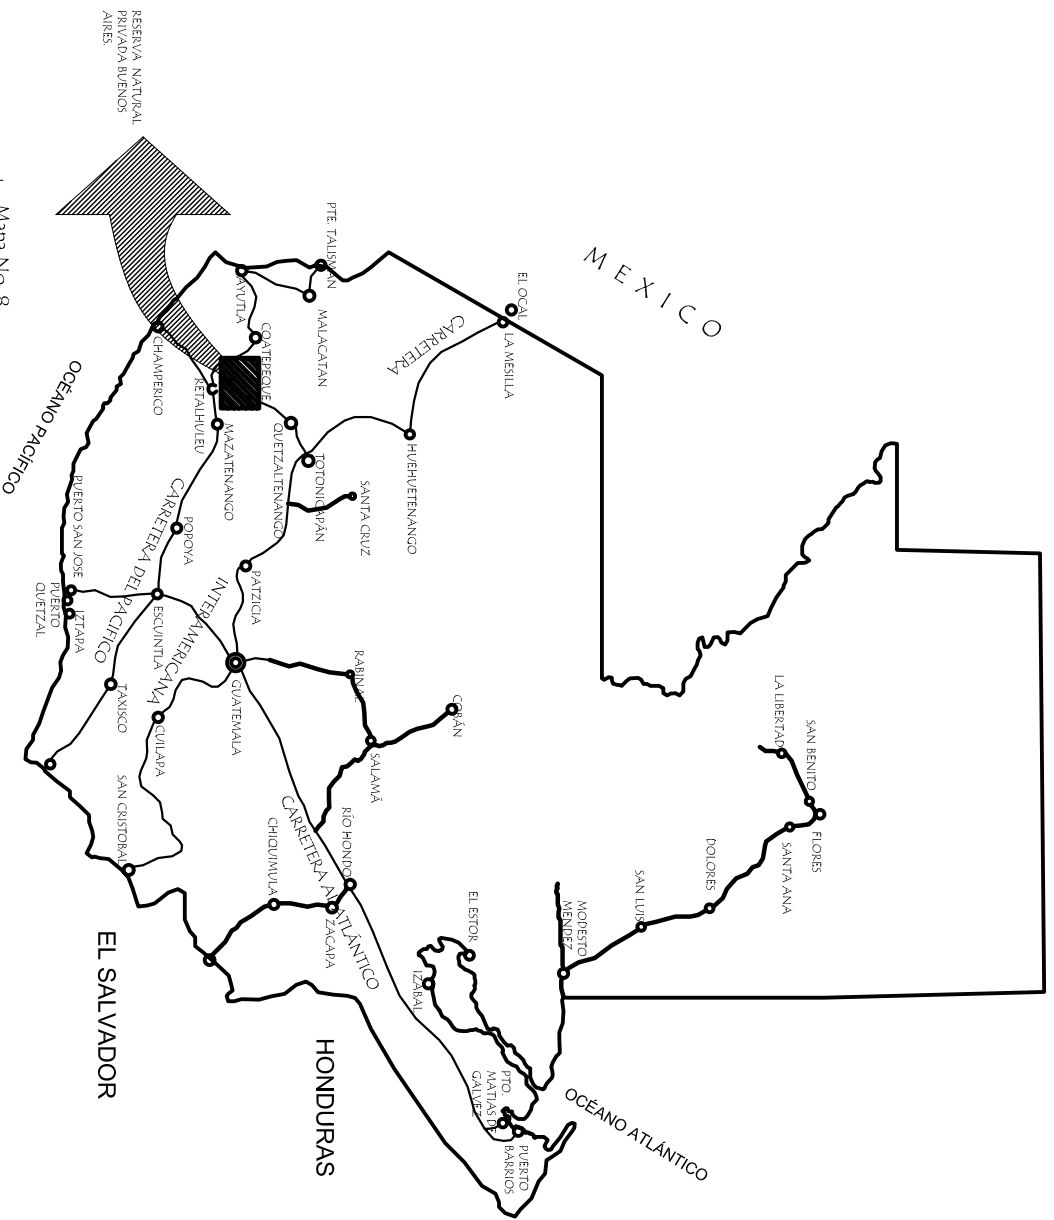 RESERVA NATURAL
PRIVADA BUENOS
AIRES.
Mapa No. 8
MEXICO
PTE. TALISMÁN
AYUTLA
MALACATAN
COATEPEQUE
CHAMPERICO
RETALHULEU
MAZATENANGO
EL OCAL
LA MESILLA
CARRETERA
HUEHUETENANGO
QUETZALTENANGO
TOTONICAPÁN
SANTA CRUZ
OCÉANO PACÍFICO
CARRETERA DEL PACIFICO
POPOYA
PATZICIA
INTERAMERICANA
PUERTO SAN JOSE
PUERTO
QUETZAL
IZTAPA
ESCUINTLA
TAXISCO
CUILAPA
GUATEMALA
RABINAL
COBÁN
SALAMÁ
SAN CRISTOBAL
CARRETERA AL ATLÁNTICO
CHIQUIMULA
RÍO HONDO
ZACAPA
LA LIBERTAD
SAN BENITO
FLORES
SANTA ANA
DOLORES
SAN LUIS
MODESTO
MENDEZ
EL ESTOR
IZABAL
PTO.
MATIAS DE
GALVEZ
PUERTO
BARRIOS
OCÉANO ATLÁNTICO
EL SALVADOR
HONDURAS